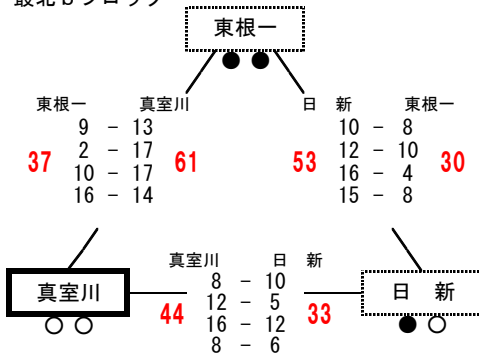 最北ｂブロック
東根一
●●
東根一 真室川
9 - 13
2 - 17
10 - 17
16 - 14
37 61
日 新 東根一
10 - 8
12 - 10
16 - 4
15 - 8
53 30
真室川 日 新
8 - 10
12 - 5
16 - 12
8 - 6
44 33
真室川
○○
日 新
●○